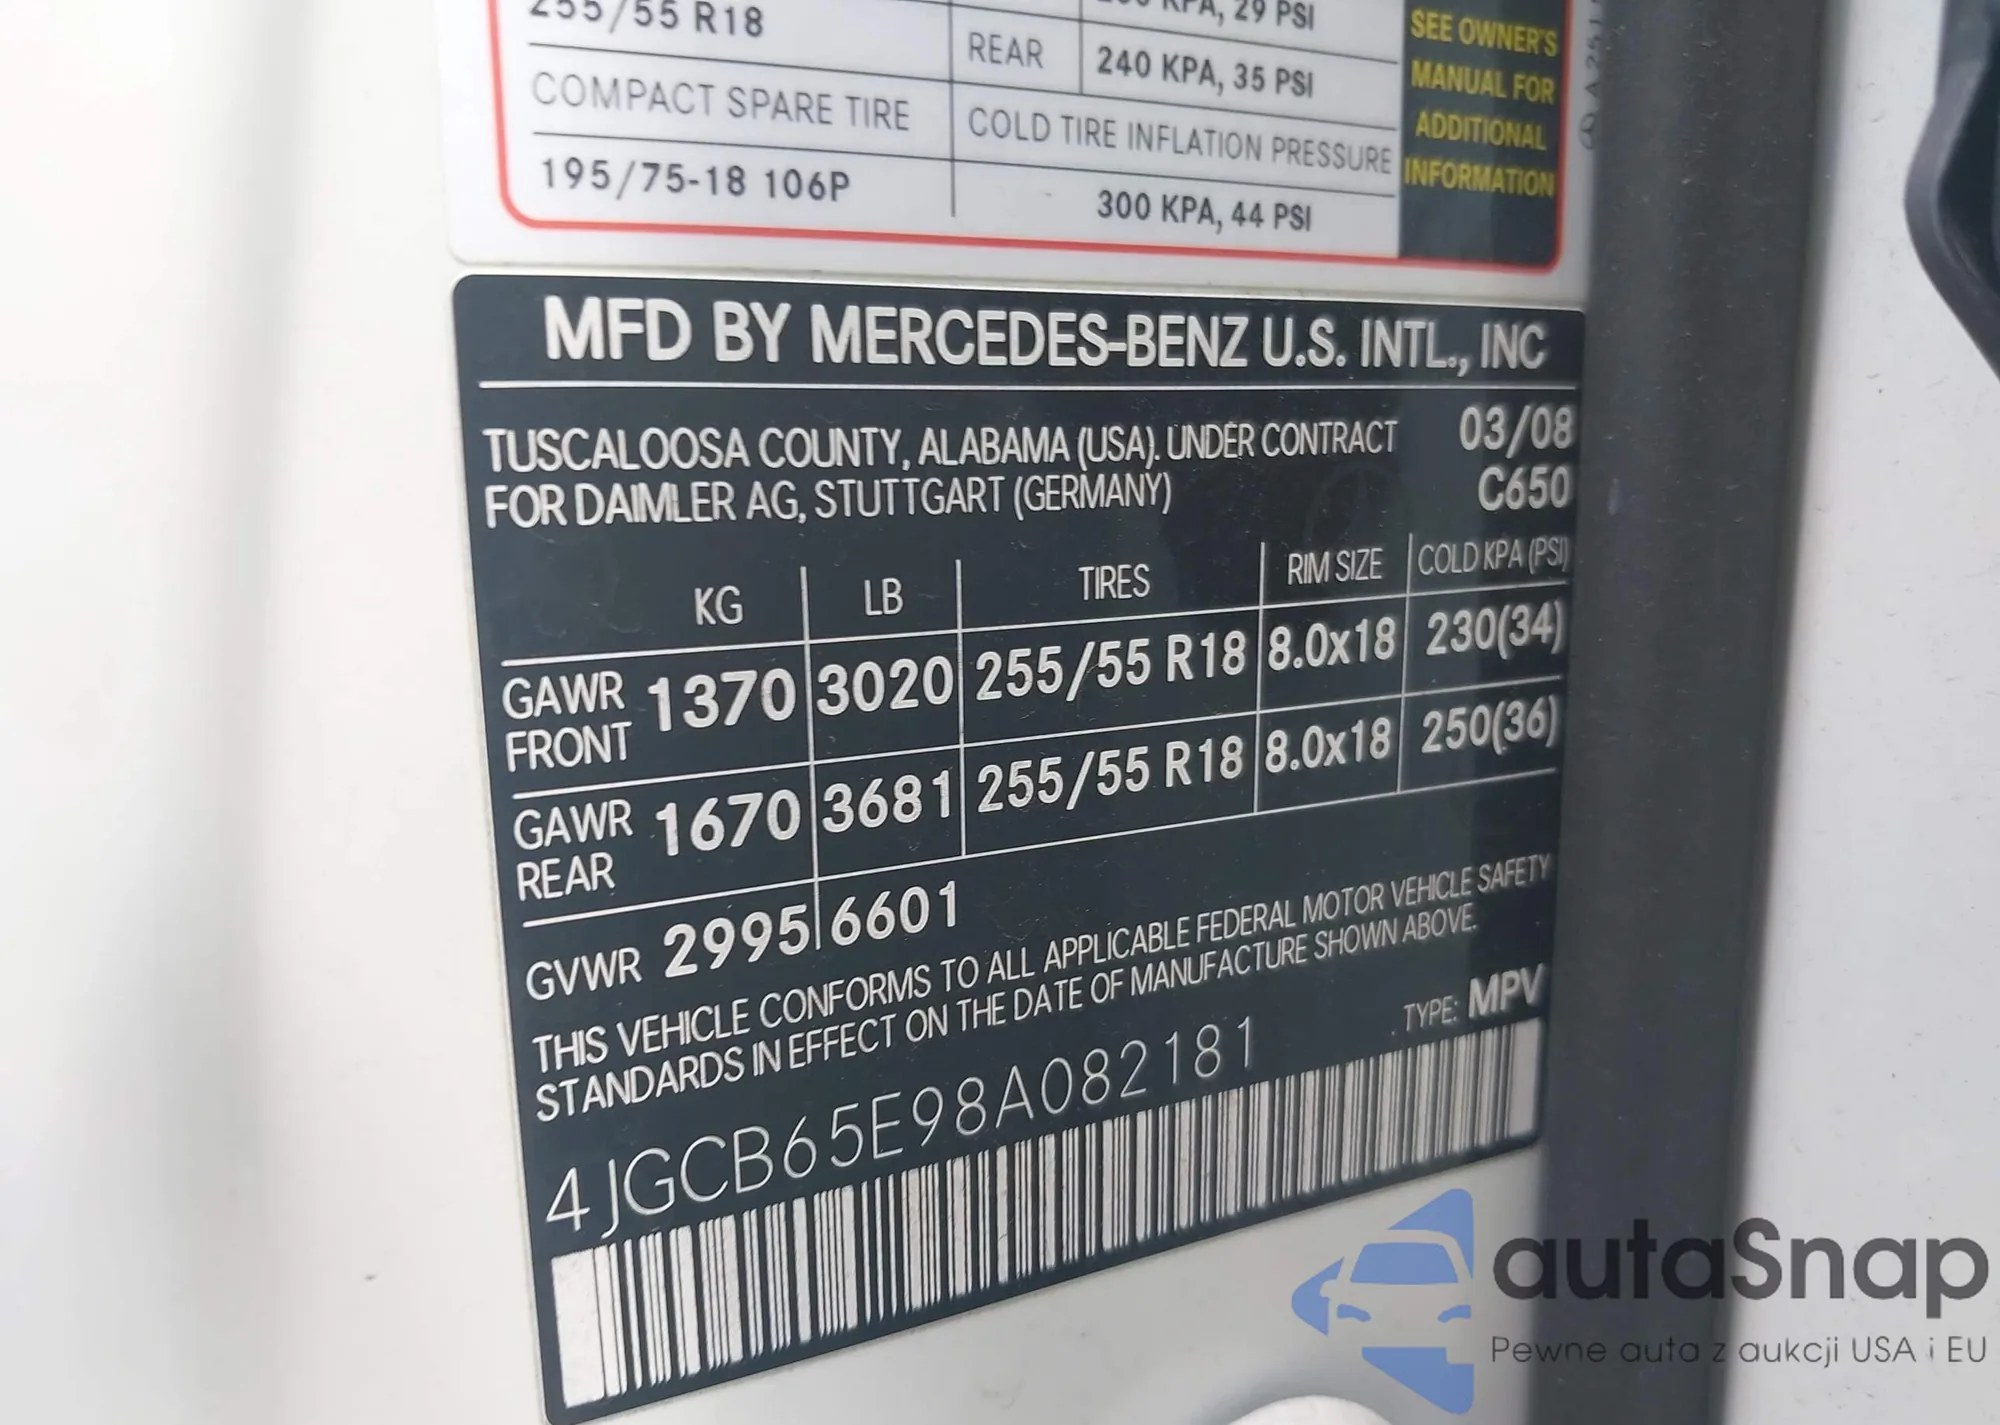 255/55 R18
KPA, 29 PSI
REAR 240 KPA, 35 PSI
COMPACT SPARE TIRE COLD TIRE INFLATION PRESSURE
195/75-18 106P 300 KPA, 44 PSI
SEE OWNER'S
MANUAL FOR
ADDITIONAL
INFORMATION
MFD BY MERCEDES-BENZ U.S. INTL., INC
TUSCALOOSA COUNTY, ALABAMA (USA). UNDER CONTRACT 03/08
FOR DAIMLER AG, STUTTGART (GERMANY) C650
KG LB TIRES RIM SIZE COLD KPA (PSI)
GAWR FRONT 1370 3020 255/55 R18 8.0x18 230(34)
GAWR REAR 1670 3681 255/55 R18 8.0x18 250(36)
GVWR 2995 6601
THIS VEHICLE CONFORMS TO ALL APPLICABLE FEDERAL MOTOR VEHICLE SAFETY
STANDARDS IN EFFECT ON THE DATE OF MANUFACTURE SHOWN ABOVE.
TYPE: MPV
4JGCB65E98A082181
autaSnap
Pewne auta z aukcji USA i EU